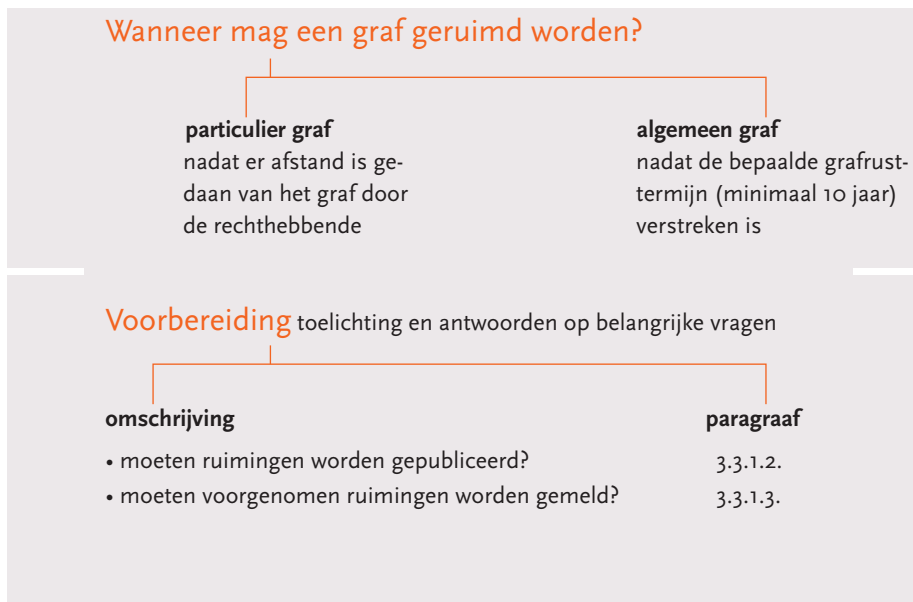 Wanneer mag een graf geruimd worden?
particulier graf
nadat er afstand is ge-
daan van het graf door
de rechthebbende
algemeen graf
nadat de bepaalde grafrust-
termijn (minimaal 10 jaar)
verstreken is
Voorbereiding toelichting en antwoorden op belangrijke vragen
omschrijving paragraaf
• moeten ruimingen worden gepubliceerd? 3.3.1.2.
• moeten voorgenomen ruimingen worden gemeld? 3.3.1.3.